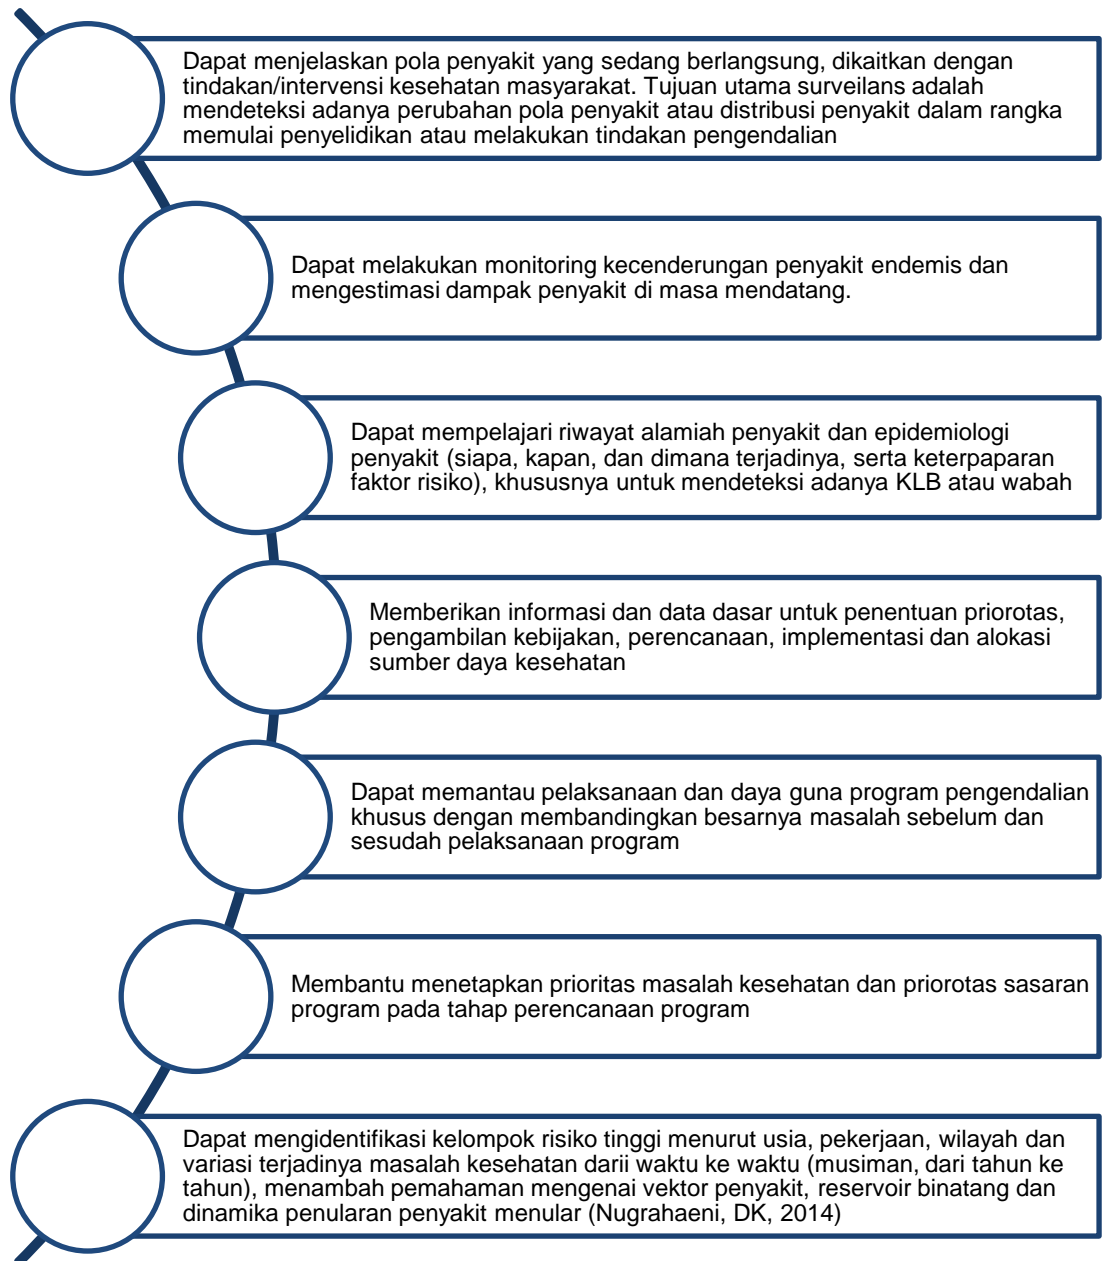 Dapat menjelaskan pola penyakit yang sedang berlangsung, dikaitkan dengan
tindakan/intervensi kesehatan masyarakat. Tujuan utama surveilans adalah
mendeteksi adanya perubahan pola penyakit atau distribusi penyakit dalam rangka
memulai penyelidikan atau melakukan tindakan pengendalian
Dapat melakukan monitoring kecenderungan penyakit endemis dan
mengestimasi dampak penyakit di masa mendatang.
Dapat mempelajari riwayat alamiah penyakit dan epidemiologi
penyakit (siapa, kapan, dan dimana terjadinya, serta keterpaparan
faktor risiko), khususnya untuk mendeteksi adanya KLB atau wabah
Memberikan informasi dan data dasar untuk penentuan priorotas,
pengambilan kebijakan, perencanaan, implementasi dan alokasi
sumber daya kesehatan
Dapat memantau pelaksanaan dan daya guna program pengendalian
khusus dengan membandingkan besarnya masalah sebelum dan
sesudah pelaksanaan program
Membantu menetapkan prioritas masalah kesehatan dan priorotas sasaran
program pada tahap perencanaan program
Dapat mengidentifikasi kelompok risiko tinggi menurut usia, pekerjaan, wilayah dan
variasi terjadinya masalah kesehatan darii waktu ke waktu (musiman, dari tahun ke
tahun), menambah pemahaman mengenai vektor penyakit, reservoir binatang dan
dinamika penularan penyakit menular (Nugrahaeni, DK, 2014)